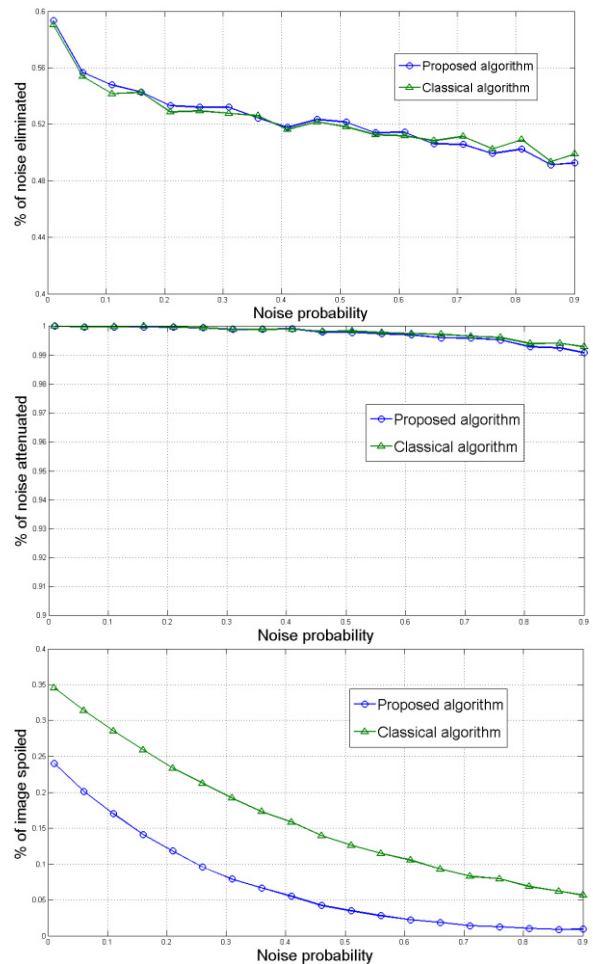 0.6
0.56
0.52
0.48
0.44
0.4
% of noise eliminated
Proposed algorithm
Classical algorithm
0 0.1 0.2 0.3 0.4 0.5 0.6 0.7 0.8 0.9
Noise probability
1
0.99
0.98
0.97
0.96
0.95
0.94
0.93
0.92
0.91
0.9
% of noise attenuated
Proposed algorithm
Classical algorithm
0 0.1 0.2 0.3 0.4 0.5 0.6 0.7 0.8 0.9
Noise probability
0.4
0.35
0.3
0.25
0.2
0.15
0.1
0.05
0
% of image spoiled
Proposed algorithm
Classical algorithm
0 0.1 0.2 0.3 0.4 0.5 0.6 0.7 0.8 0.9
Noise probability